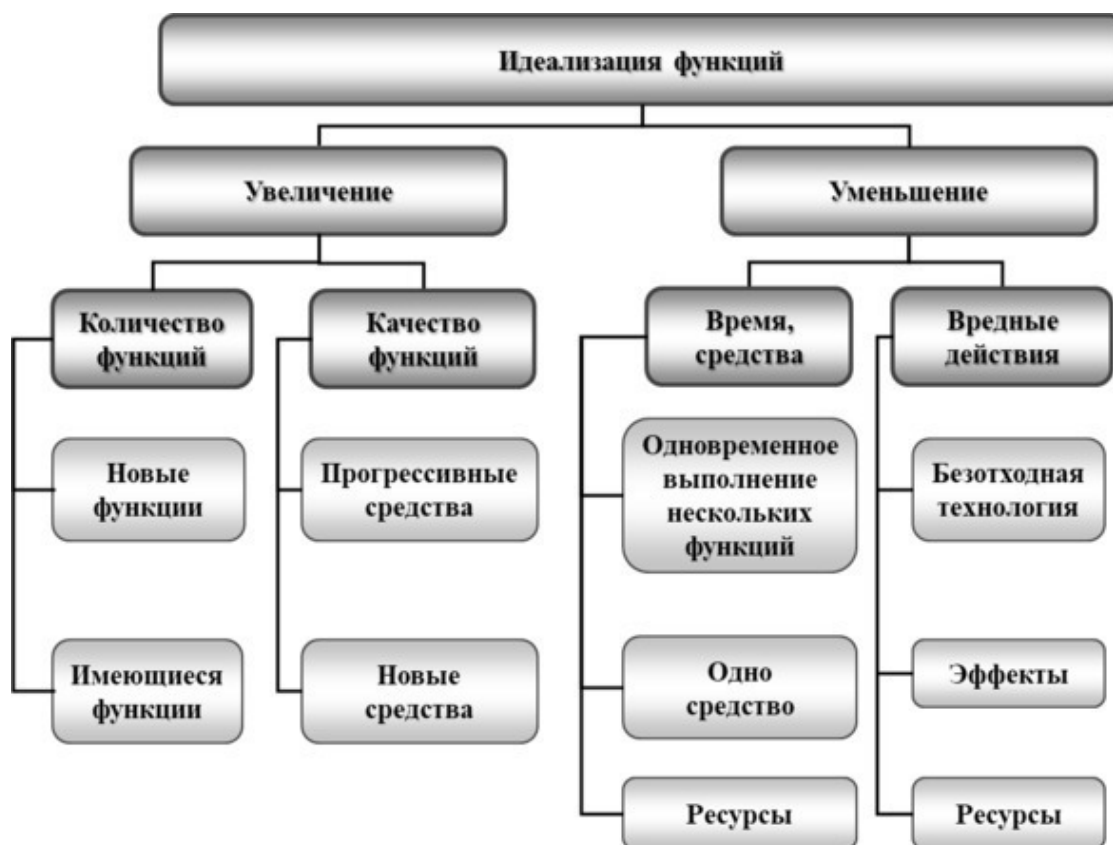 Идеализация функций
Увеличение
Уменьшение
Количество
функций
Качество
функций
Время,
средства
Вредные
действия
Новые
функции
Прогрессивные
средства
Одновременное
выполнение
нескольких
функций
Безотходная
технология
Имеющиеся
функции
Новые
средства
Одно
средство
Эффекты
Ресурсы
Ресурсы